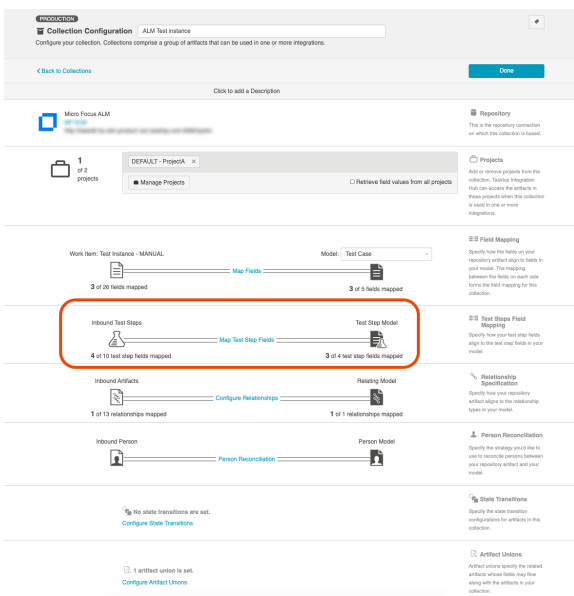 PRODUCTION
Collection Configuration
ALM Test instance
Configure your collection. Collections comprise a group of artifacts that can be used in one or more integrations.
Back to Collections
Done
Click to add a Description
Micro Focus ALM
Repository
This is the repository connection
on which this collection is based.
1
of 2
projects
DEFAULT - ProjectA ×
Manage Projects
Retrieve field values from all projects
Projects
Add or remove projects from the
collection. Tasktop Integration
Hub can access the artifacts in
these projects when this collection
is used in one or more
integrations.
Work Item: Test Instance - MANUAL
Model: Test Case
Map Fields
3 of 26 fields mapped
3 of 5 fields mapped
Field Mapping
Specify how the fields on your
repository artifact align to fields in
your model. The mapping
between the fields on each side
forms the field mapping for this
collection.
Inbound Test Steps
Test Step Model
Map Test Step Fields
4 of 10 test step fields mapped
3 of 4 test step fields mapped
Test Steps Field
Mapping
Specify how your test step fields
align to the test step fields in your
model.
Inbound Artifacts
Relating Model
Configure Relationships
1 of 13 relationships mapped
1 of 1 relationships mapped
Relationship
Specification
Specify how your repository
artifact aligns to the relationship
types in your model.
Inbound Person
Person Model
Person Reconciliation
Person Reconciliation
Specify the strategy you'd like to
use to reconcile persons between
your repository artifact and your
model.
No state transitions are set.
Configure State Transitions
State Transitions
Specify the state transition
configurations for artifacts in this
collection.
1 artifact union is set.
Configure Artifact Unions
Artifact Unions
Artifact unions specify the related
artifacts whose fields may flow
along with the artifacts in your
collection.